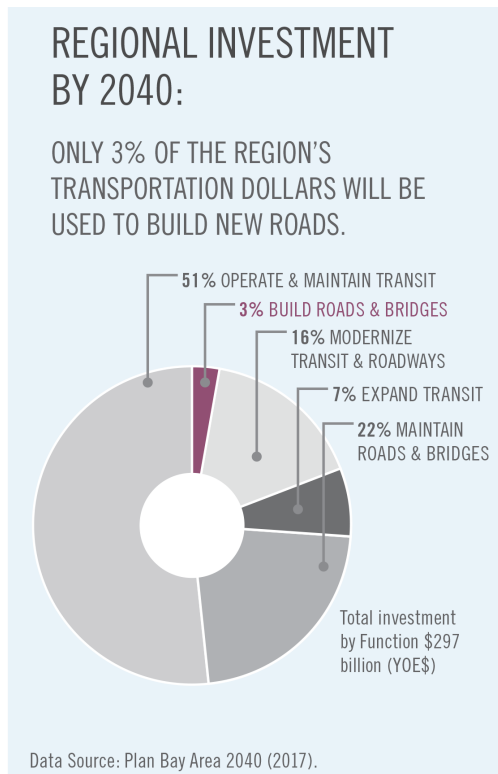 REGIONAL INVESTMENT
BY 2040:
ONLY 3% OF THE REGION'S
TRANSPORTATION DOLLARS WILL BE
USED TO BUILD NEW ROADS.
51% OPERATE & MAINTAIN TRANSIT
3% BUILD ROADS & BRIDGES
16% MODERNIZE
TRANSIT & ROADWAYS
7% EXPAND TRANSIT
22% MAINTAIN
ROADS & BRIDGES
Total investment
by Function $297
billion (YOE$)
Data Source: Plan Bay Area 2040 (2017).